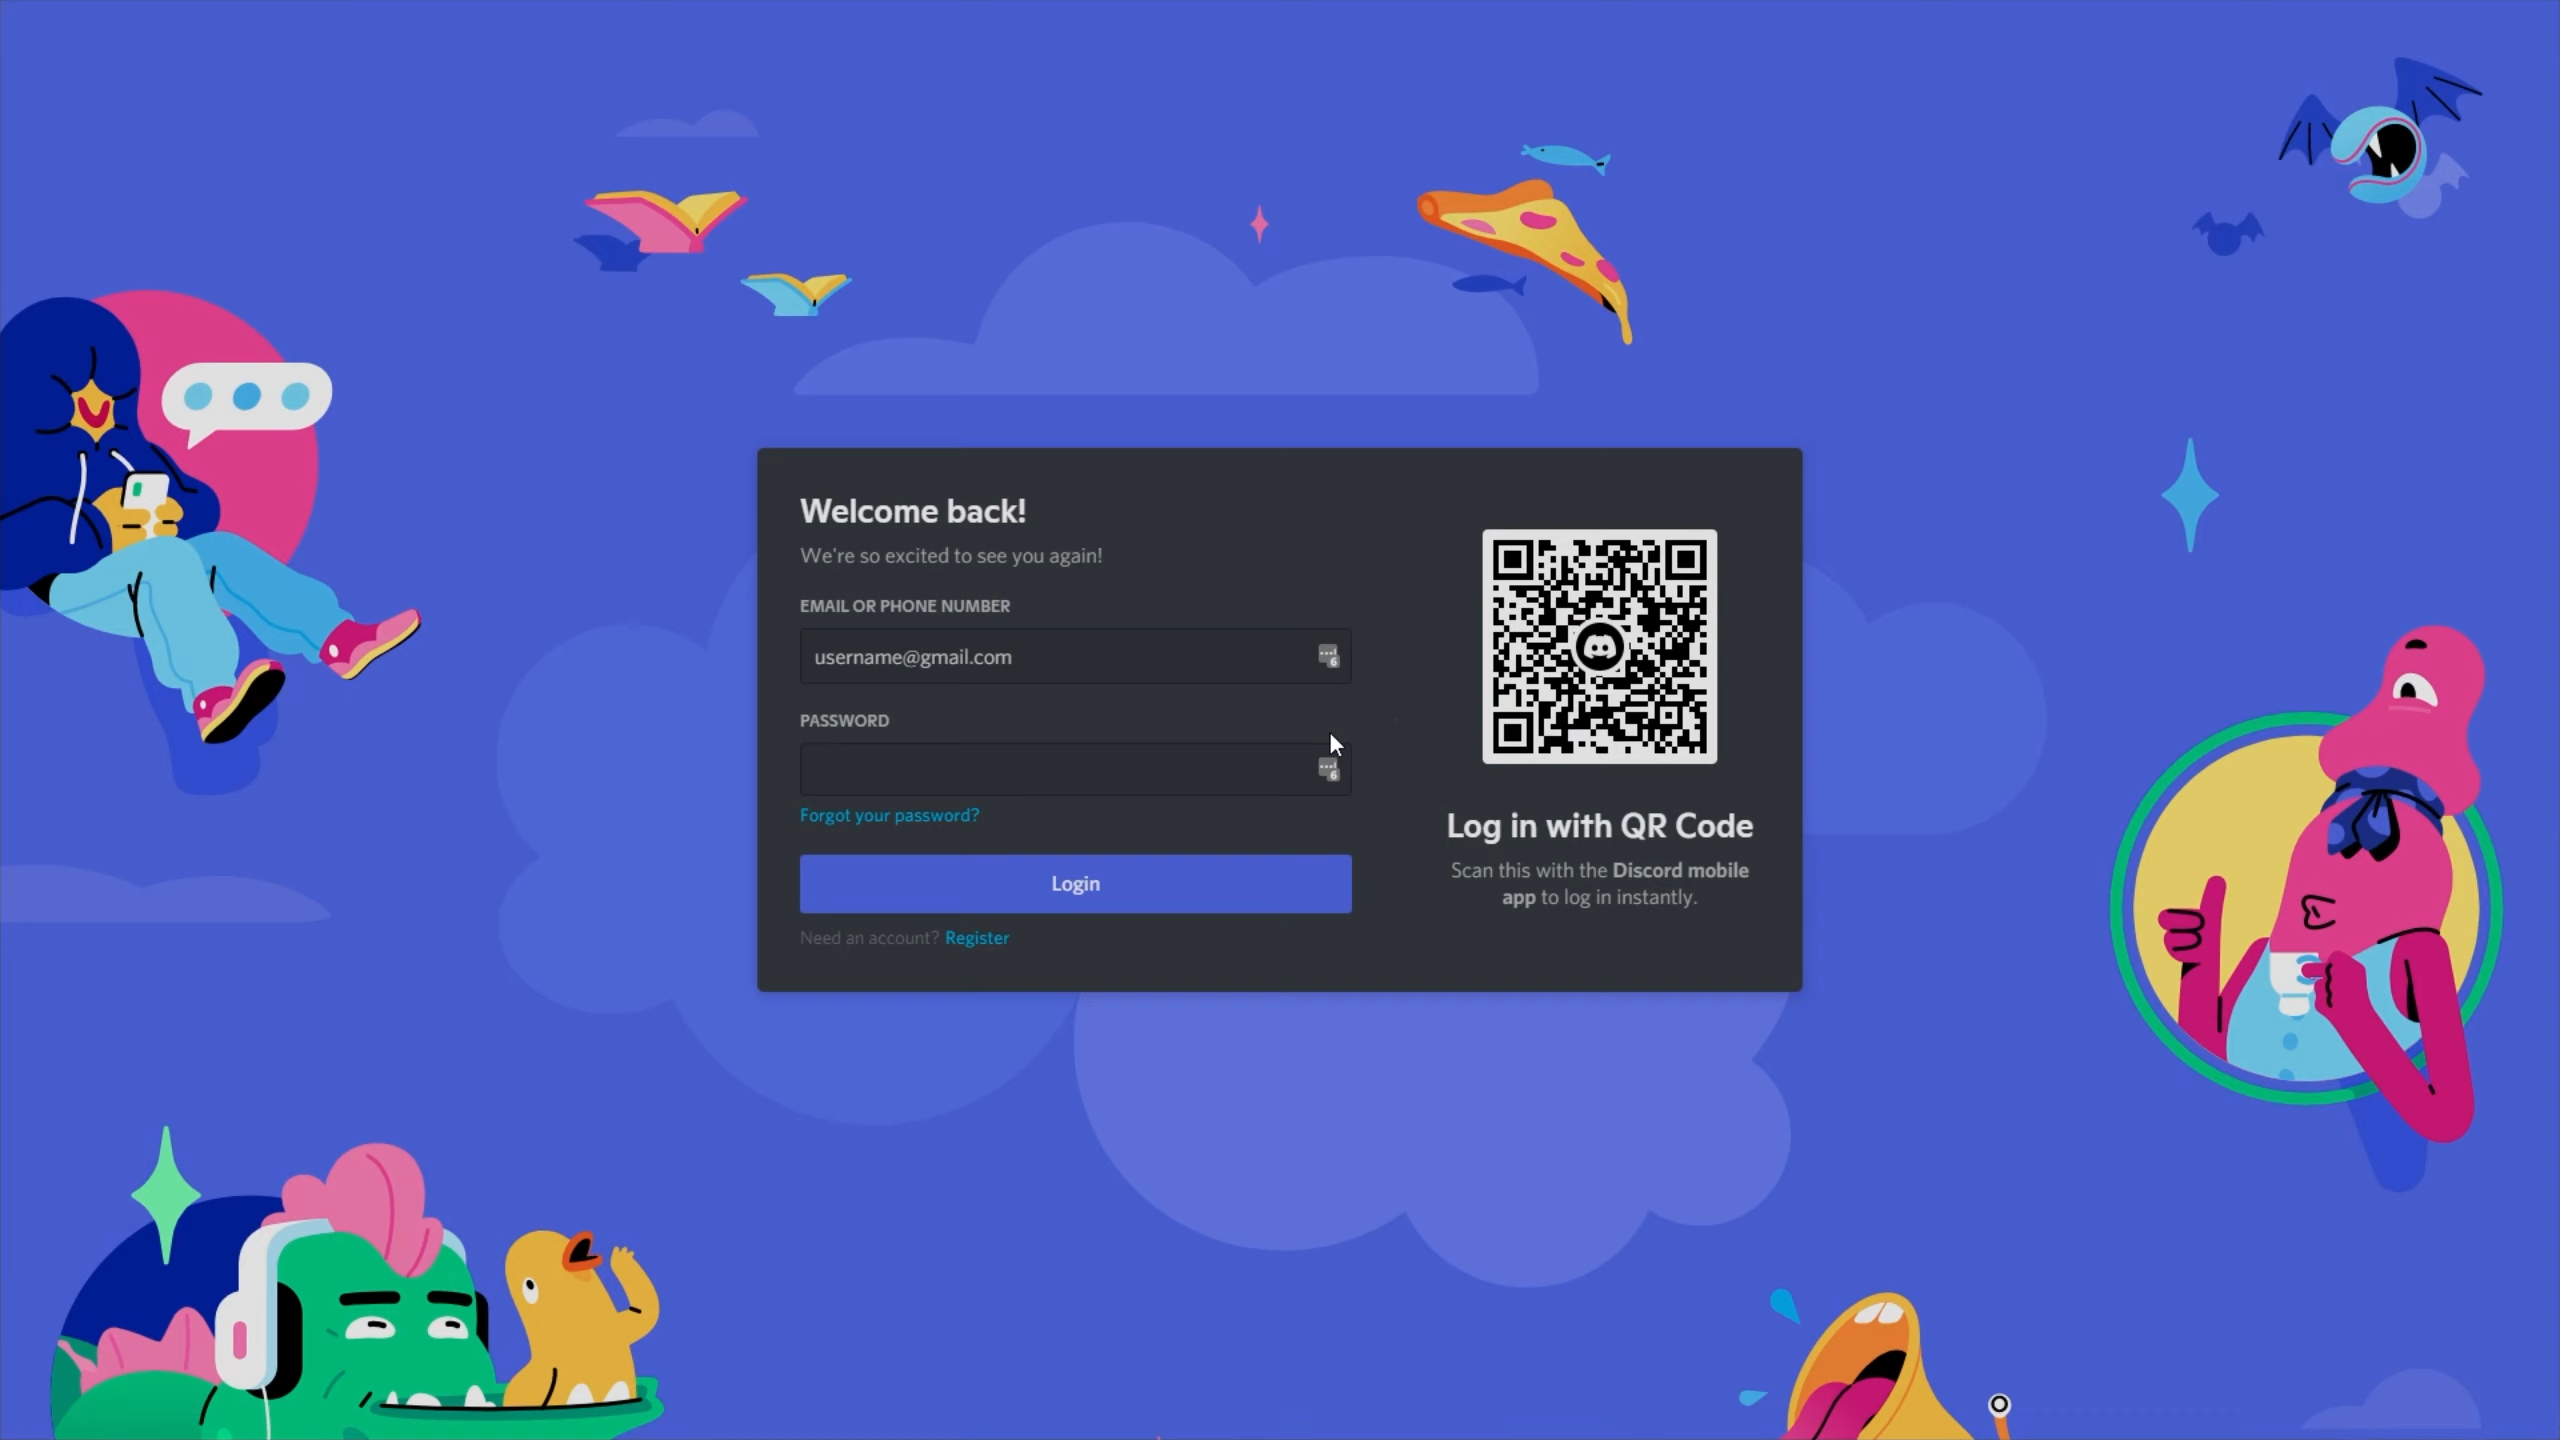 Welcome back!
We're so excited to see you again!
EMAIL OR PHONE NUMBER
username@gmail.com
6
PASSWORD
6
Forgot your password?
Login
Need an account? Register
Log in with QR Code
Scan this with the Discord mobile
app to log in instantly.